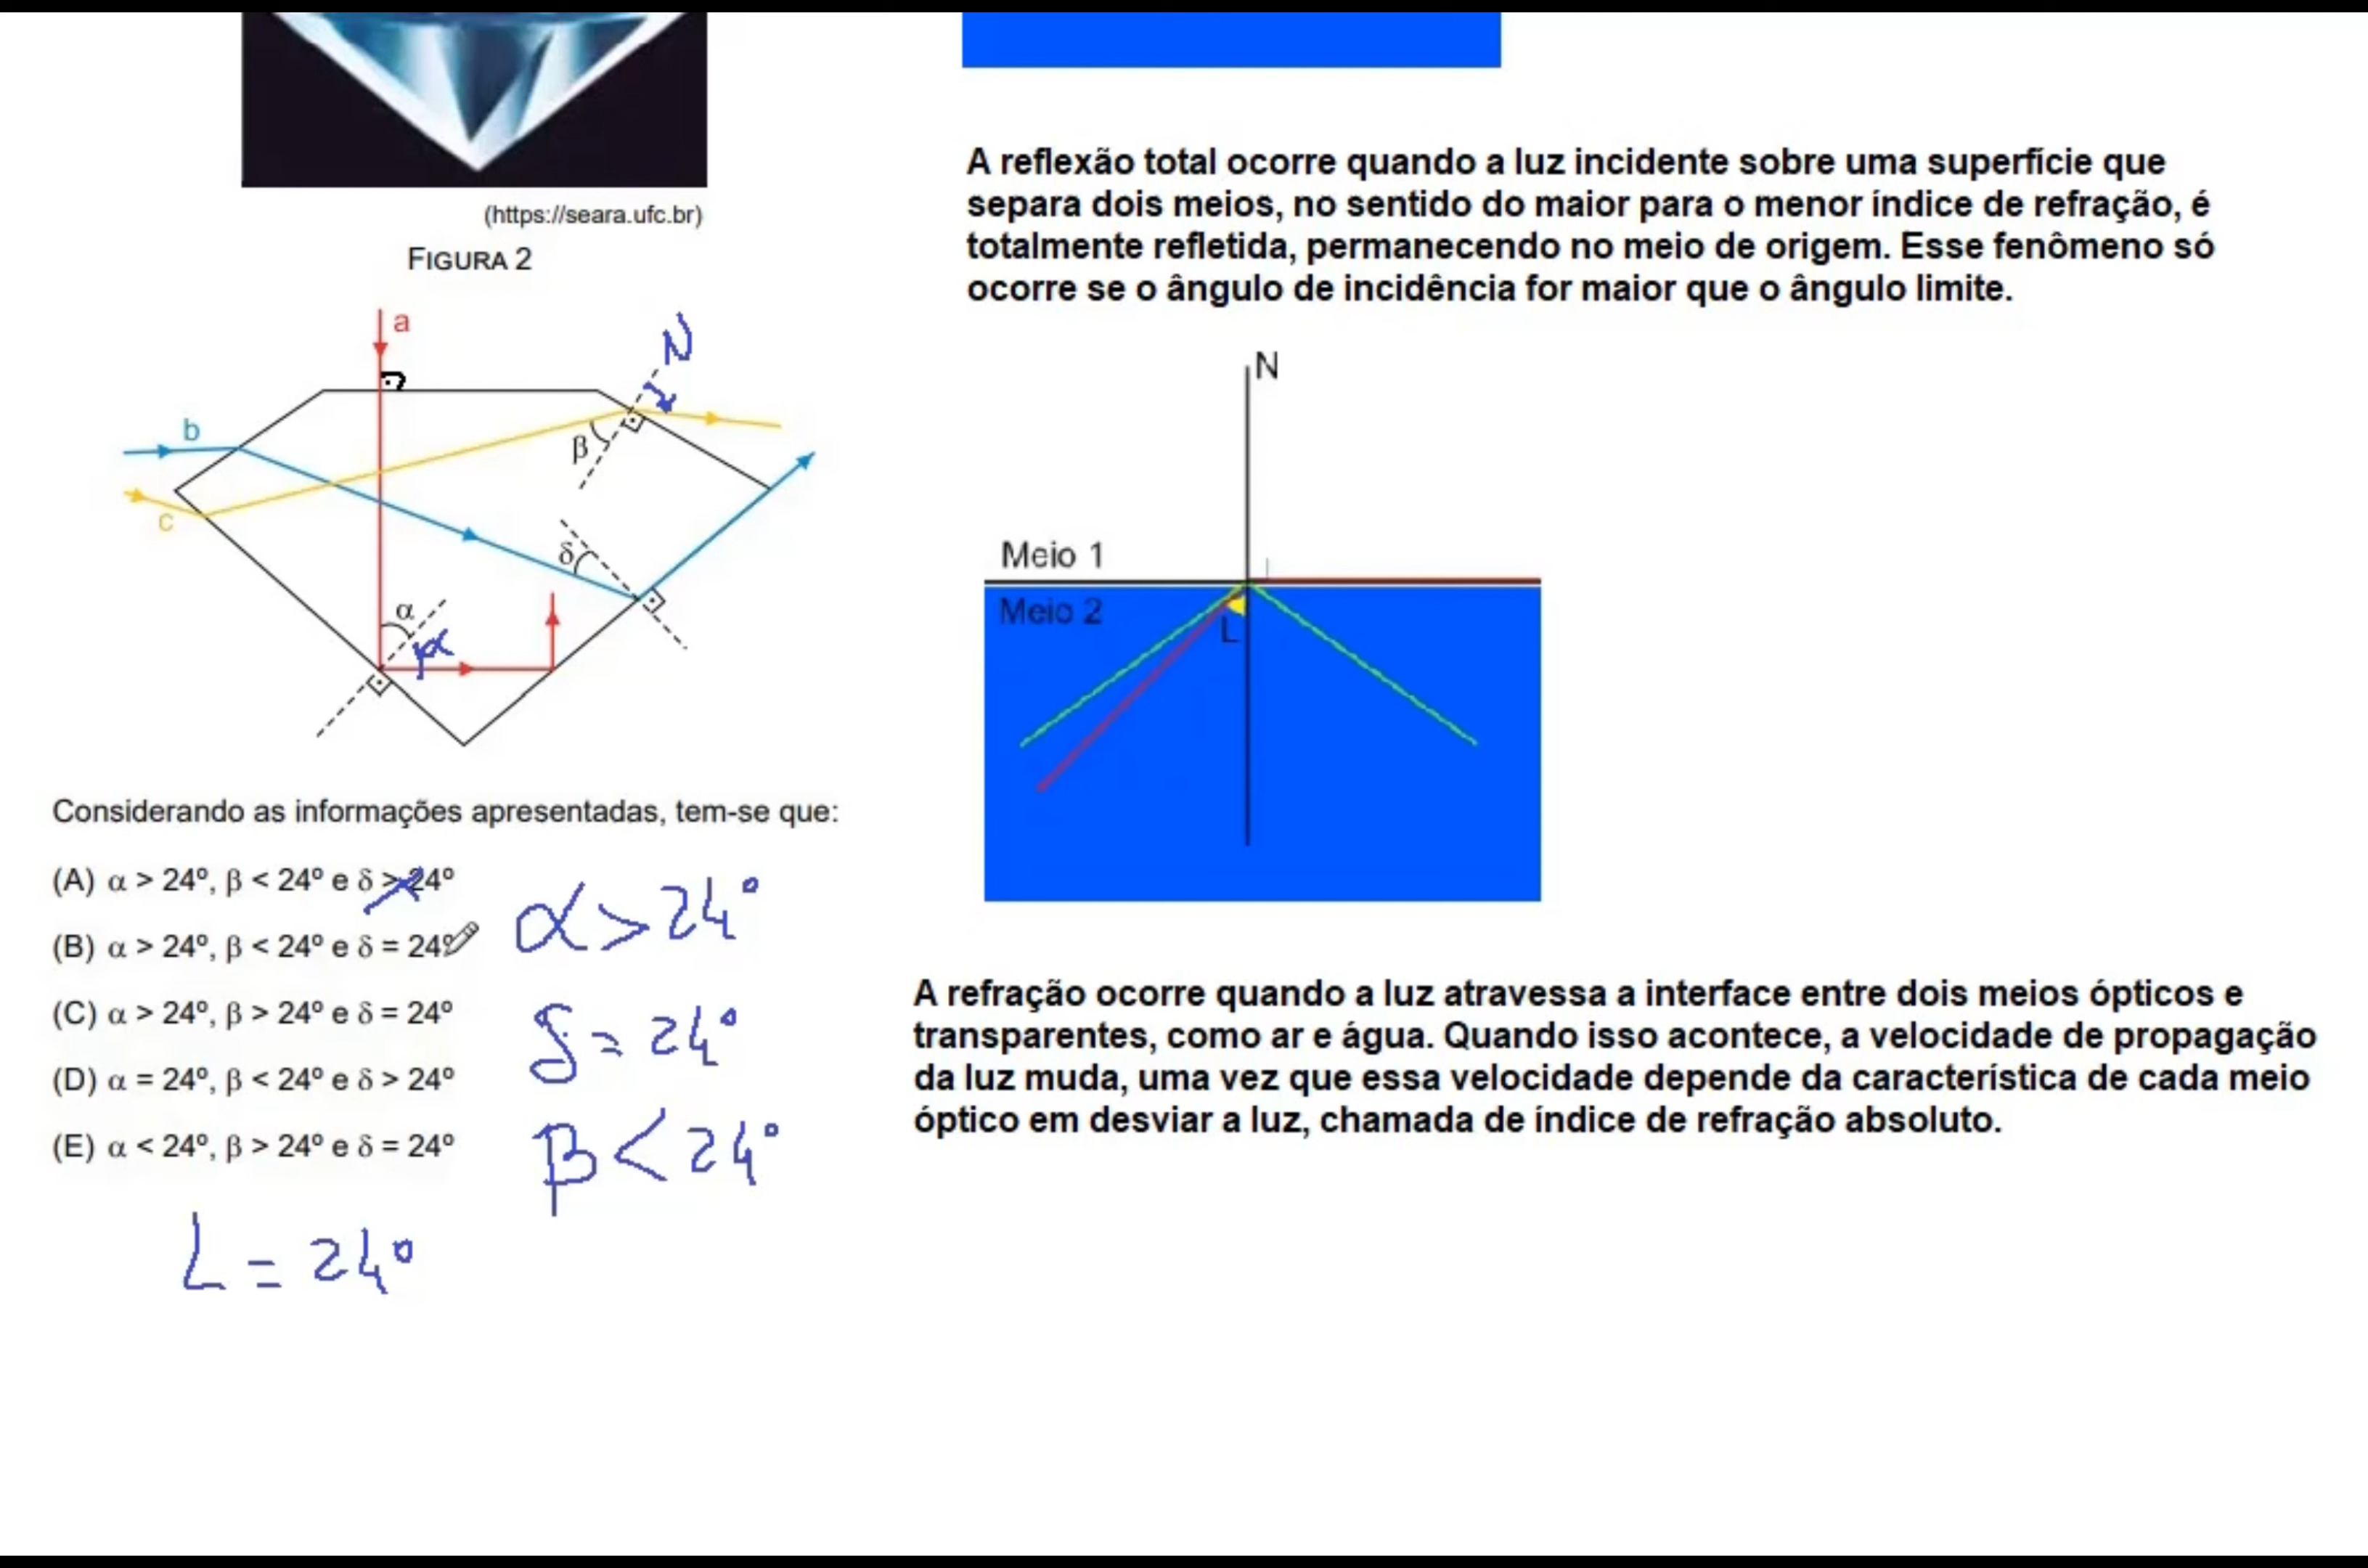 (https://seara.ufc.br)
FIGURA 2
a
N
b
β
c
δ
α
α
Considerando as informações apresentadas, tem-se que:
(A) α > 24º, β < 24º e δ > 24º
(B) α > 24º, β < 24º e δ = 24º
(C) α > 24º, β > 24º e δ = 24º
(D) α = 24º, β < 24º e δ > 24º
(E) α < 24º, β > 24º e δ = 24º
α > 24º
δ = 24º
β < 24º
L = 24º
A reflexão total ocorre quando a luz incidente sobre uma superfície que
separa dois meios, no sentido do maior para o menor índice de refração, é
totalmente refletida, permanecendo no meio de origem. Esse fenômeno só
ocorre se o ângulo de incidência for maior que o ângulo limite.
N
Meio 1
Meio 2
L
A refração ocorre quando a luz atravessa a interface entre dois meios ópticos e
transparentes, como ar e água. Quando isso acontece, a velocidade de propagação
da luz muda, uma vez que essa velocidade depende da característica de cada meio
óptico em desviar a luz, chamada de índice de refração absoluto.